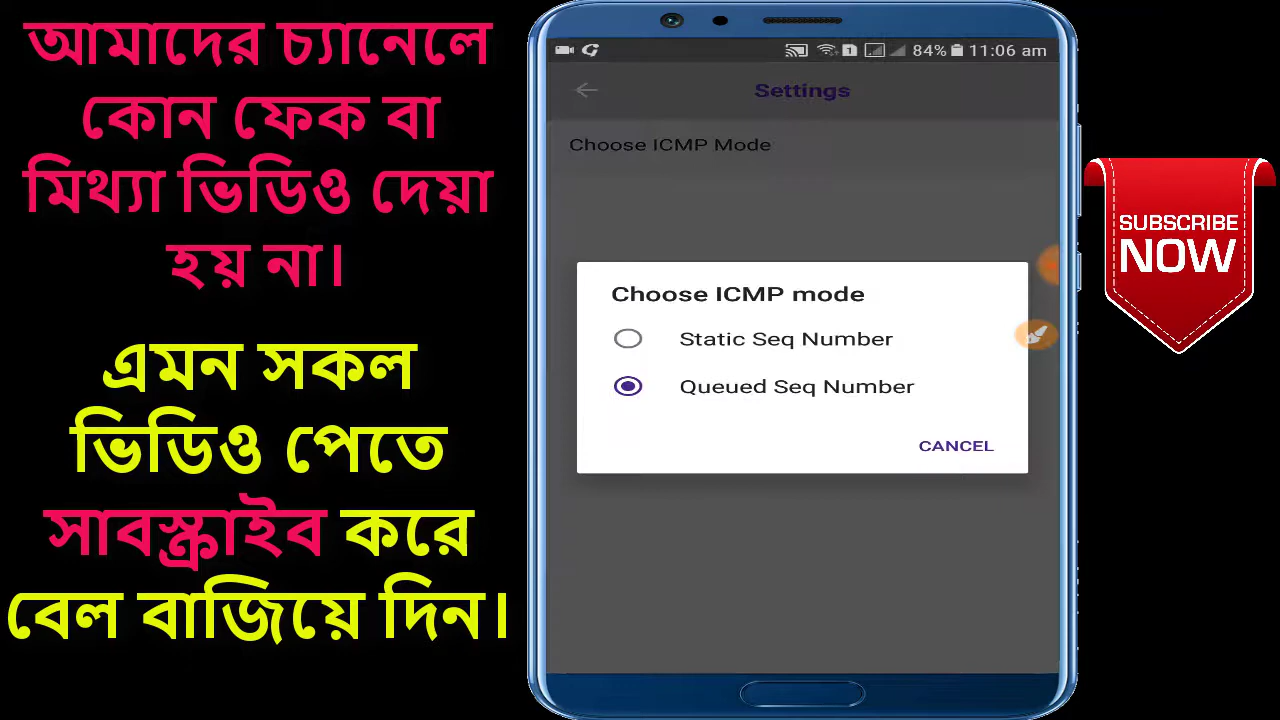 আমাদের চ্যানেলে
কোন ফেক বা
মিথ্যা ভিডিও দেয়া
হয় না।
এমন সকল
ভিডিও পেতে
সাবস্ক্রাইব করে
বেল বাজিয়ে দিন।
1 84% 11:06 am
Settings
Choose ICMP Mode
Choose ICMP mode
Static Seq Number
Queued Seq Number
CANCEL
SUBSCRIBE
NOW